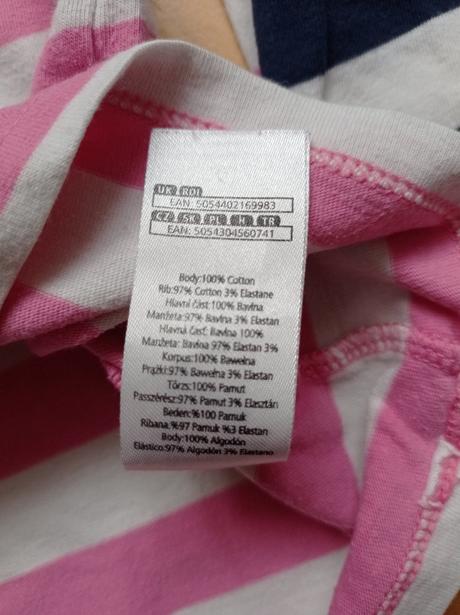 UK ROI
EAN: 5054402169983
CZ SK PL H TR
EAN: 5054304560741
Body:100% Cotton
Rib:97% Cotton 3% Elastane
Hlavní část:100% Bavlna
Manžeta:97% Bavlna 3% Elastan
Hlavná časť: Bavlna 100%
Manžeta: Bavlna 97% Elastan 3%
Korpus:100% Bawełna
Prążki:97% Bawełna 3% Elastan
Törzs:100% Pamut
Passzérész:97% Pamut 3% Elasztán
Beden:%100 Pamuk
Ribana:%97 Pamuk %3 Elastan
Body:100% Algodón
Elástico:97% Algodón 3% Elastano